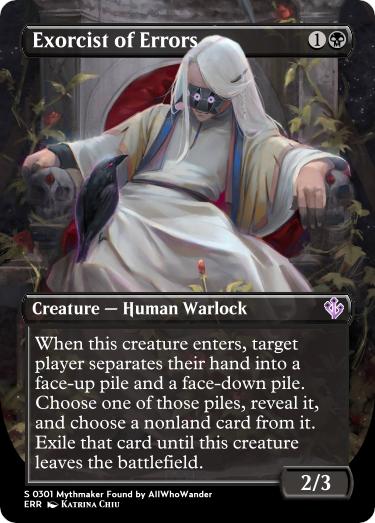 Exorcist of Errors 1
Creature — Human Warlock
When this creature enters, target
player separates their hand into a
face-up pile and a face-down pile.
Choose one of those piles, reveal it,
and choose a nonland card from it.
Exile that card until this creature
leaves the battlefield.
2/3
S 0301 Mythmaker Found by AllWhoWander
ERR Katrina Chiu